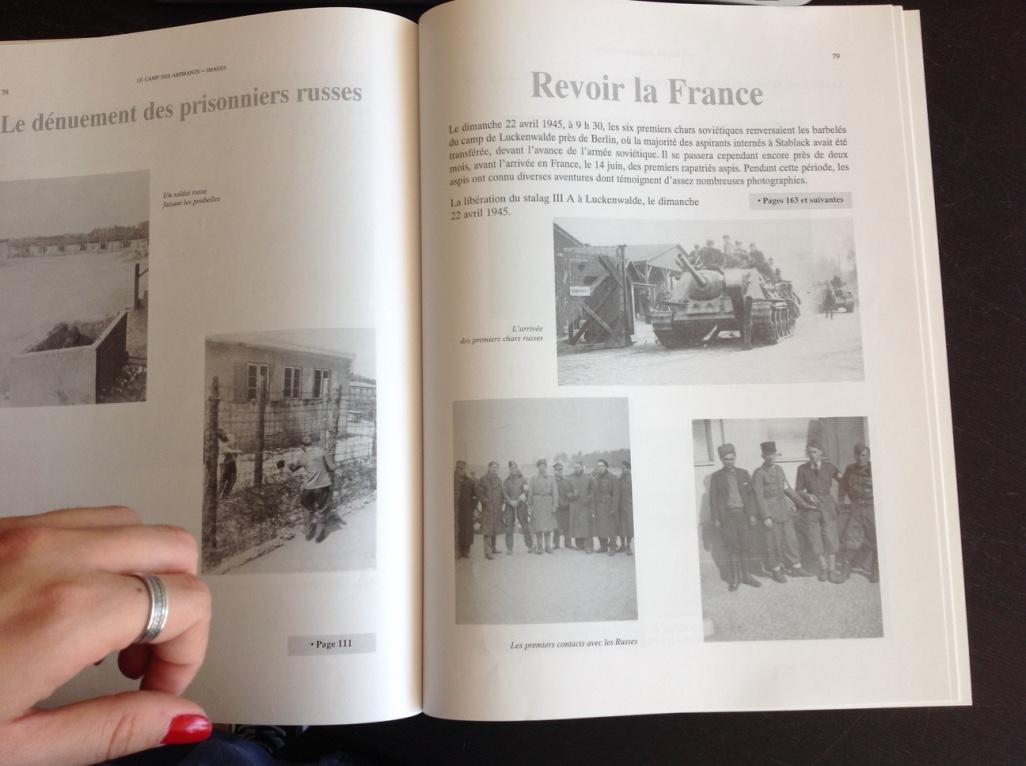 78
LE CAMP DES ASPIRANTS — IMAGES
Le dénuement des prisonniers russes
Un soldat russe
faisant les poubelles
• Page 111
79
Revoir la France
Le dimanche 22 avril 1945, à 9 h 30, les six premiers chars soviétiques renversaient les barbelés
du camp de Luckenwalde près de Berlin, où la majorité des aspirants internés à Stablack avait été
transférée, devant l'avance de l'armée soviétique. Il se passera cependant encore près de deux
mois, avant l'arrivée en France, le 14 juin, des premiers rapatriés aspis. Pendant cette période, les
aspis ont connu diverses aventures dont témoignent d'assez nombreuses photographies.
La libération du stalag III A à Luckenwalde, le dimanche
22 avril 1945.
• Pages 163 et suivantes
L'arrivée
des premiers chars russes
Les premiers contacts avec les Russes